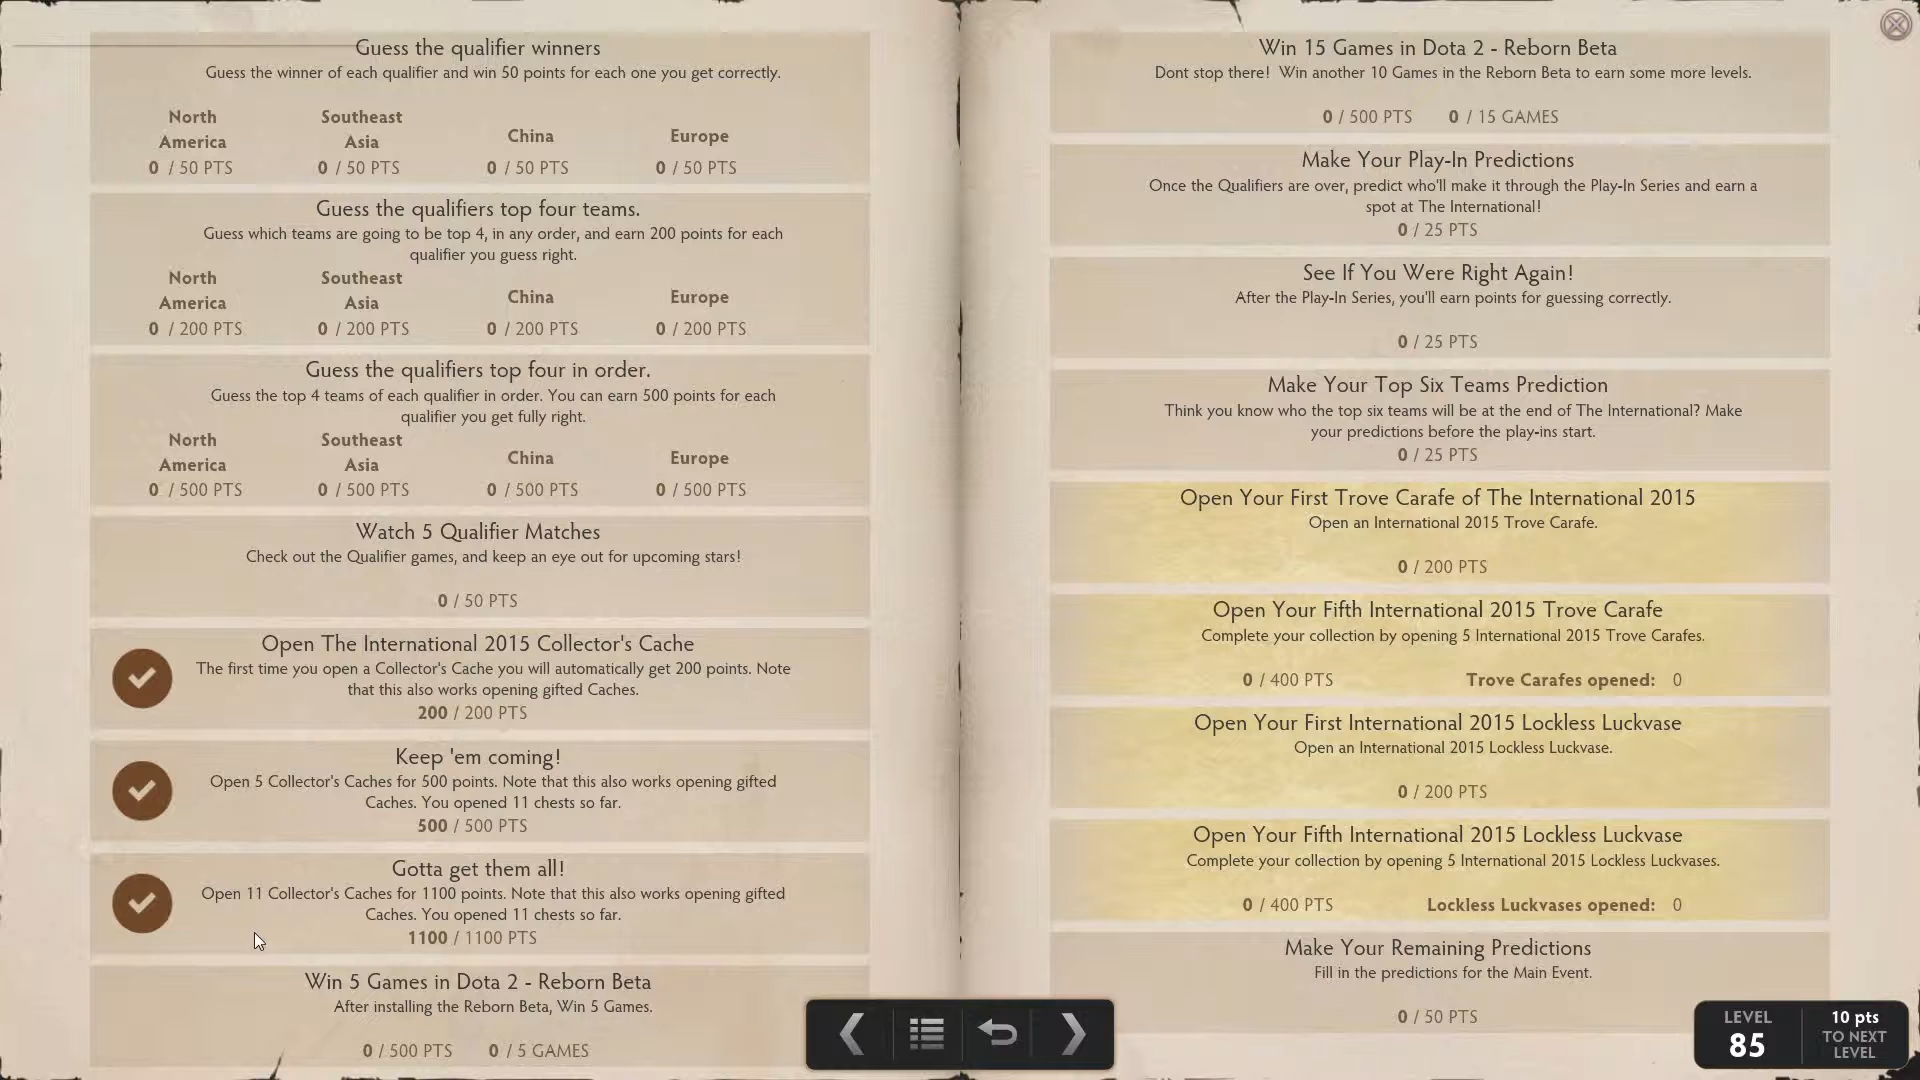 Guess the qualifier winners
Guess the winner of each qualifier and win 50 points for each one you get correctly.
North America
Southeast Asia
China
Europe
0 / 50 PTS
0 / 50 PTS
0 / 50 PTS
0 / 50 PTS
Guess the qualifiers top four teams.
Guess which teams are going to be top 4, in any order, and earn 200 points for each
qualifier you guess right.
North America
Southeast Asia
China
Europe
0 / 200 PTS
0 / 200 PTS
0 / 200 PTS
0 / 200 PTS
Guess the qualifiers top four in order.
Guess the top 4 teams of each qualifier in order. You can earn 500 points for each
qualifier you get fully right.
North America
Southeast Asia
China
Europe
0 / 500 PTS
0 / 500 PTS
0 / 500 PTS
0 / 500 PTS
Watch 5 Qualifier Matches
Check out the Qualifier games, and keep an eye out for upcoming stars!
0 / 50 PTS
Open The International 2015 Collector's Cache
The first time you open a Collector's Cache you will automatically get 200 points. Note
that this also works opening gifted Caches.
200 / 200 PTS
Keep 'em coming!
Open 5 Collector's Caches for 500 points. Note that this also works opening gifted
Caches. You opened 11 chests so far.
500 / 500 PTS
Gotta get them all!
Open 11 Collector's Caches for 1100 points. Note that this also works opening gifted
Caches. You opened 11 chests so far.
1100 / 1100 PTS
Win 5 Games in Dota 2 - Reborn Beta
After installing the Reborn Beta, Win 5 Games.
0 / 500 PTS 0 / 5 GAMES
Win 15 Games in Dota 2 - Reborn Beta
Dont stop there! Win another 10 Games in the Reborn Beta to earn some more levels.
0 / 500 PTS 0 / 15 GAMES
Make Your Play-In Predictions
Once the Qualifiers are over, predict who'll make it through the Play-In Series and earn a
spot at The International!
0 / 25 PTS
See If You Were Right Again!
After the Play-In Series, you'll earn points for guessing correctly.
0 / 25 PTS
Make Your Top Six Teams Prediction
Think you know who the top six teams will be at the end of The International? Make
your predictions before the play-ins start.
0 / 25 PTS
Open Your First Trove Carafe of The International 2015
Open an International 2015 Trove Carafe.
0 / 200 PTS
Open Your Fifth International 2015 Trove Carafe
Complete your collection by opening 5 International 2015 Trove Carafes.
0 / 400 PTS Trove Carafes opened: 0
Open Your First International 2015 Lockless Luckvase
Open an International 2015 Lockless Luckvase.
0 / 200 PTS
Open Your Fifth International 2015 Lockless Luckvase
Complete your collection by opening 5 International 2015 Lockless Luckvases.
0 / 400 PTS Lockless Luckvases opened: 0
Make Your Remaining Predictions
Fill in the predictions for the Main Event.
0 / 50 PTS
LEVEL
85
10 pts
TO NEXT
LEVEL